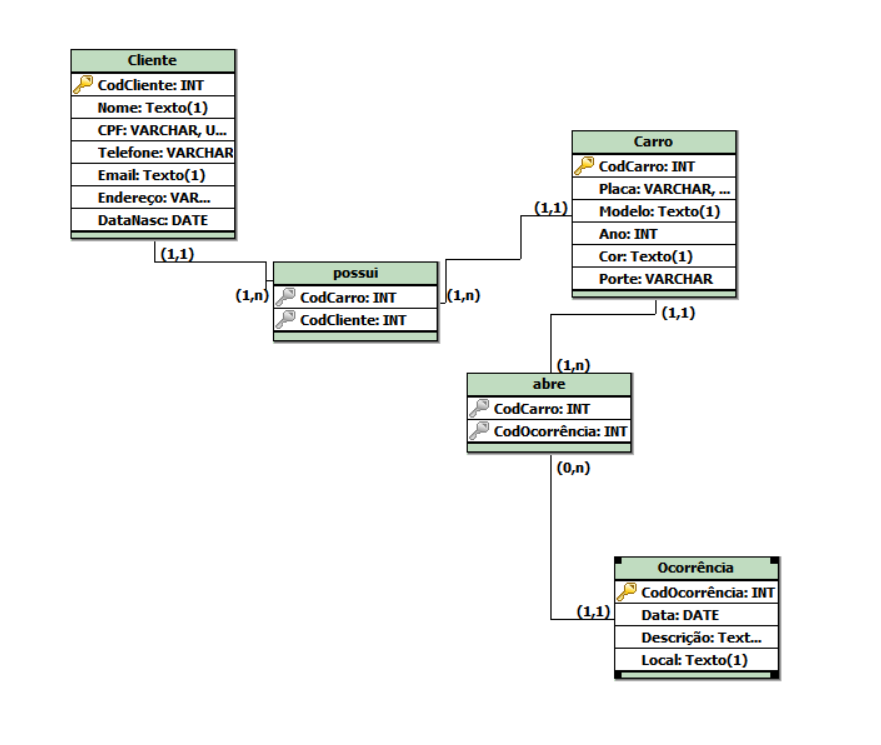 Cliente
CodCliente: INT
Nome: Texto(1)
CPF: VARCHAR, U...
Telefone: VARCHAR
Email: Texto(1)
Endereço: VAR...
DataNasc: DATE
(1,1)
Carro
CodCarro: INT
Placa: VARCHAR, ...
Modelo: Texto(1)
Ano: INT
Cor: Texto(1)
Porte: VARCHAR
(1,1)
(1,1)
possui
CodCarro: INT
CodCliente: INT
(1,n)
(1,n)
(1,n)
abre
CodCarro: INT
CodOcorrência: INT
(0,n)
Ocorrência
CodOcorrência: INT
Data: DATE
Descrição: Text...
Local: Texto(1)
(1,1)